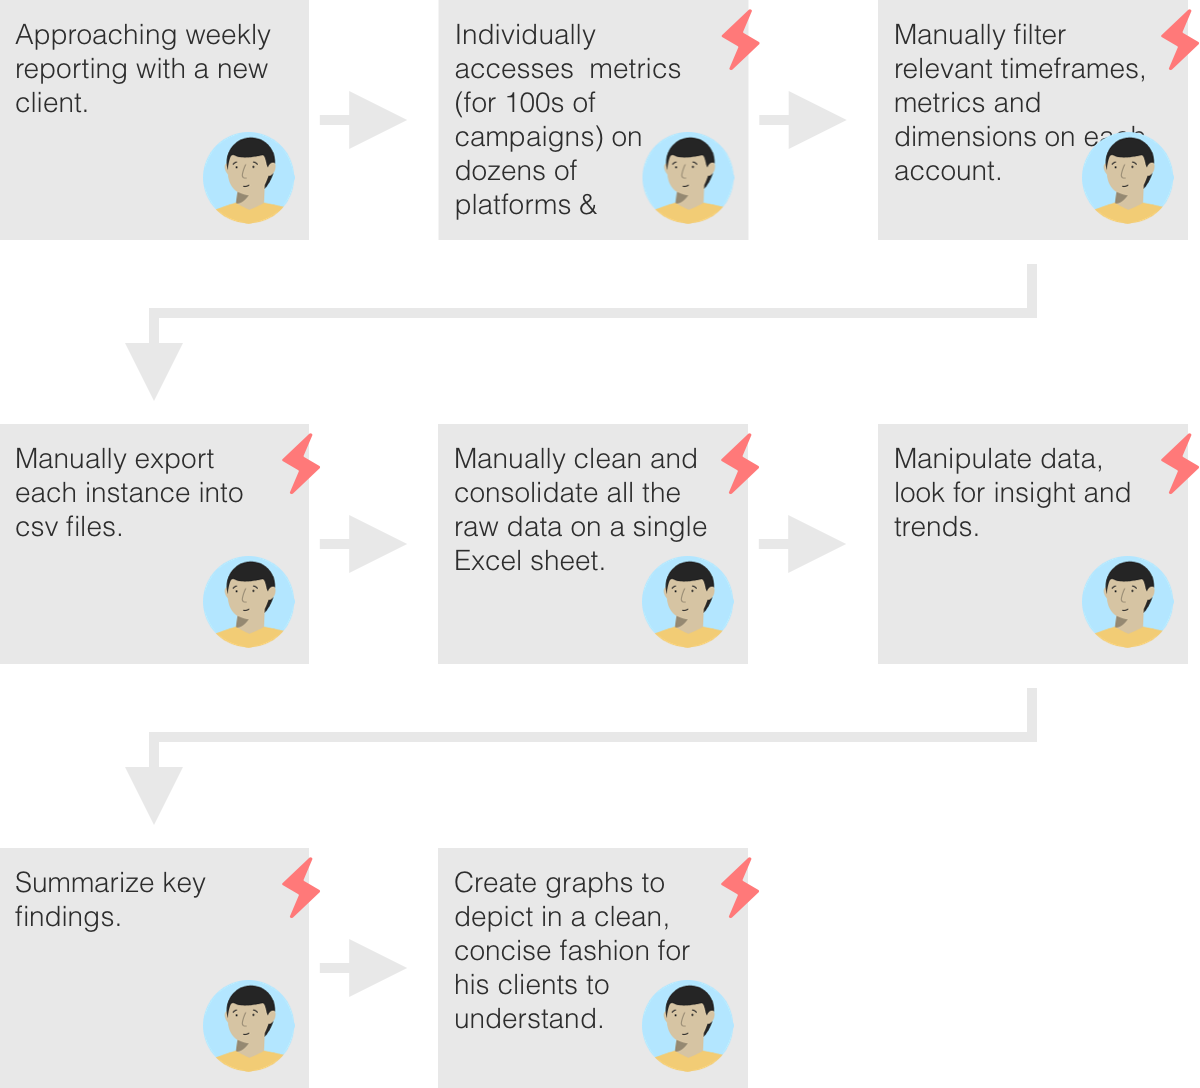 Approaching weekly
reporting with a new
client.
Individually
accesses  metrics
(for 100s of
campaigns) on
dozens of
platforms &
Manually filter
relevant timeframes,
metrics and
dimensions on each
account.
Manually export
each instance into
csv files.
Manually clean and
consolidate all the
raw data on a single
Excel sheet.
Manipulate data,
look for insight and
trends.
Summarize key
findings.
Create graphs to
depict in a clean,
concise fashion for
his clients to
understand.